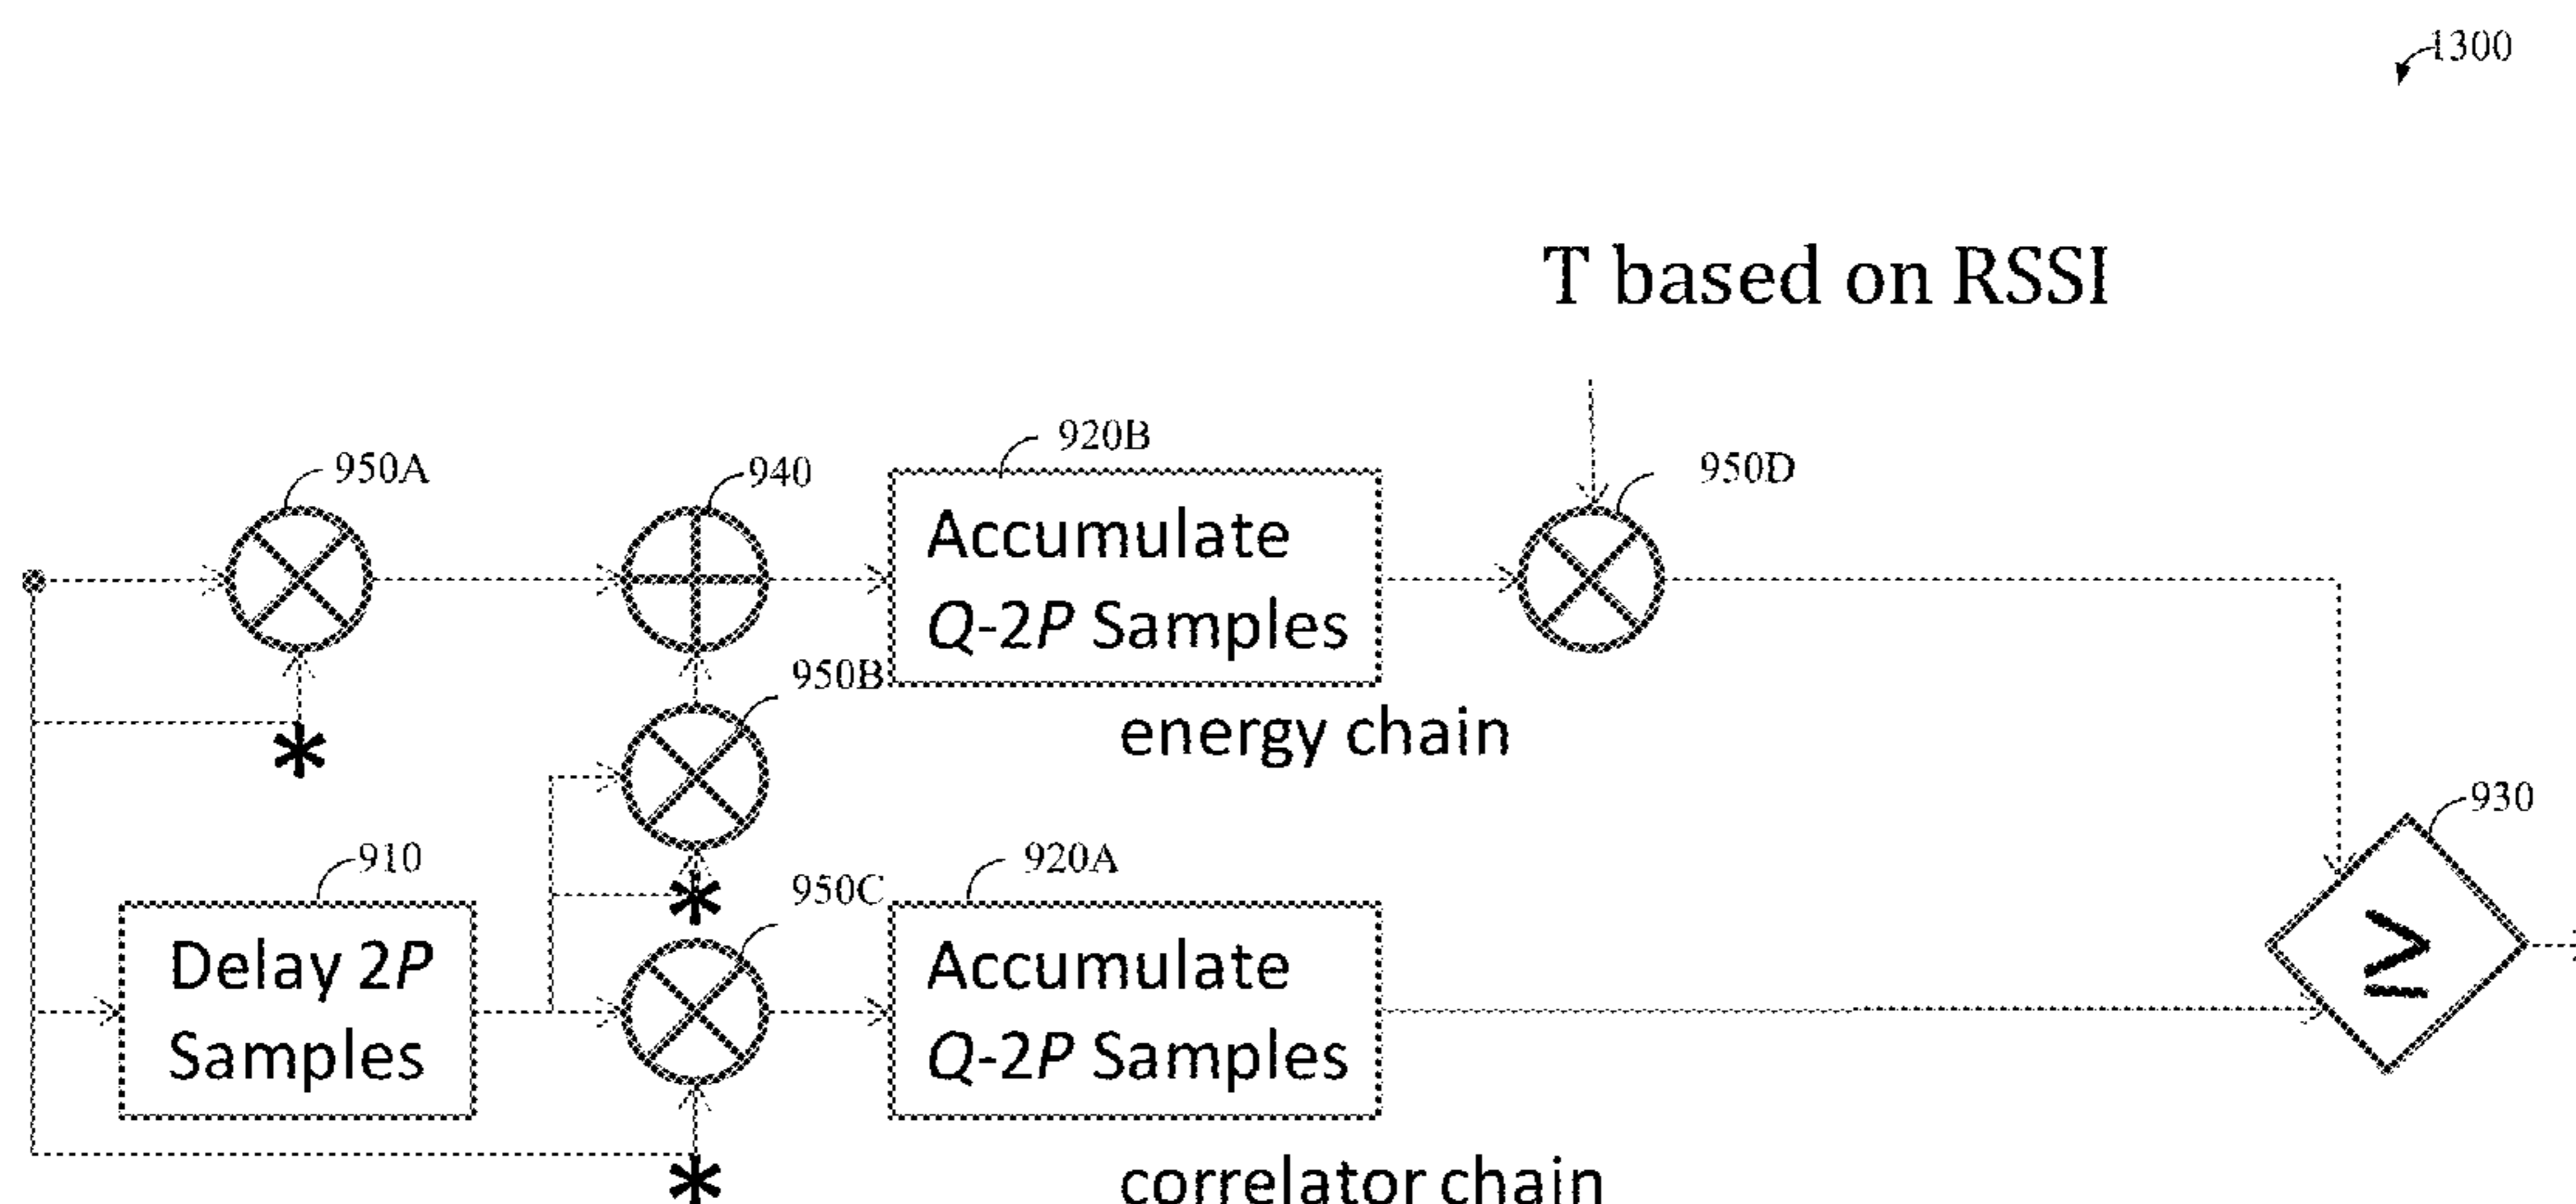 1300
T based on RSSI
950A
940
920B
950D
Accumulate
Q-2P Samples
950B
energy chain
930
910
950C
920A
Delay 2P
Samples
Accumulate
Q-2P Samples
≥
*
*
*
correlator chain